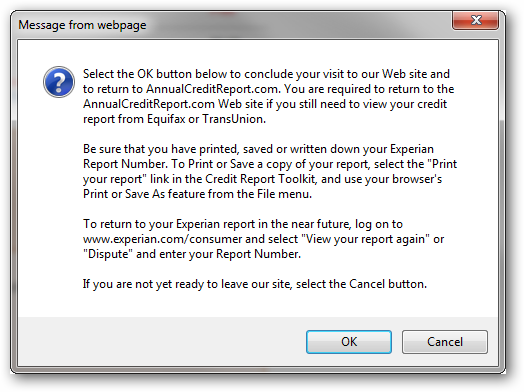 Message from webpage
Select the OK button below to conclude your visit to our Web site and
to return to AnnualCreditReport.com. You are required to return to the
AnnualCreditReport.com Web site if you still need to view your credit
report from Equifax or TransUnion.
Be sure that you have printed, saved or written down your Experian
Report Number. To Print or Save a copy of your report, select the "Print
your report" link in the Credit Report Toolkit, and use your browser's
Print or Save As feature from the File menu.
To return to your Experian report in the near future, log on to
www.experian.com/consumer and select "View your report again" or
"Dispute" and enter your Report Number.
If you are not yet ready to leave our site, select the Cancel button.
OK Cancel